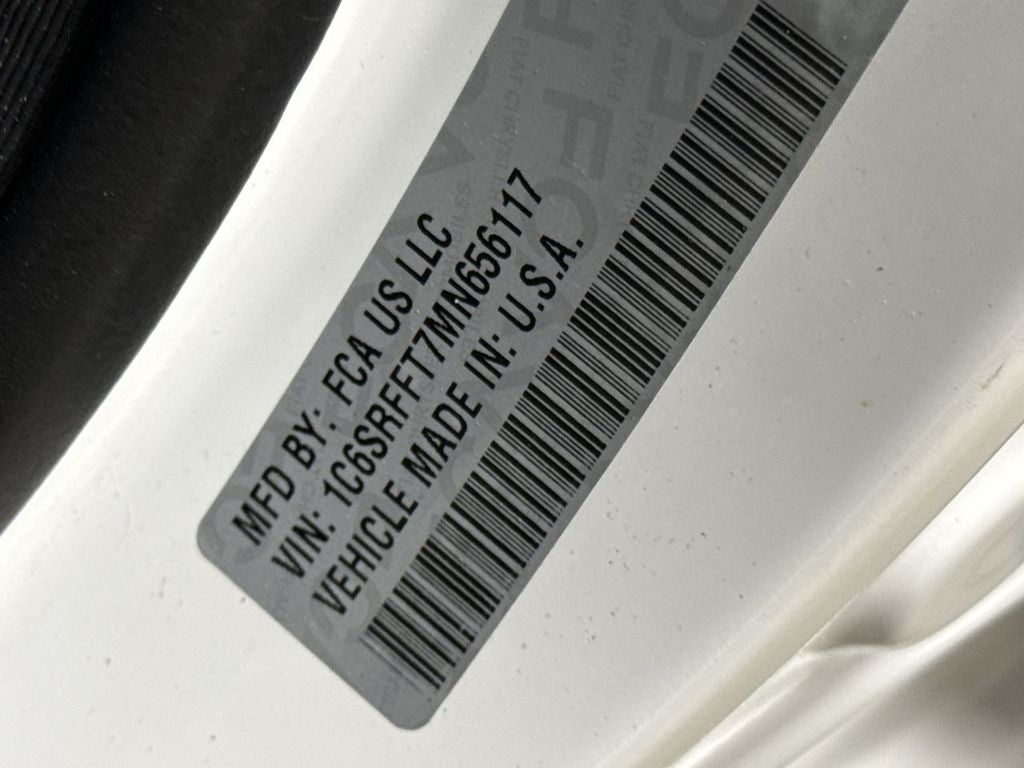 MFD BY: FCA US LLC
VIN: 1C6SRFFT7MN656117
VEHICLE MADE IN: U.S.A.